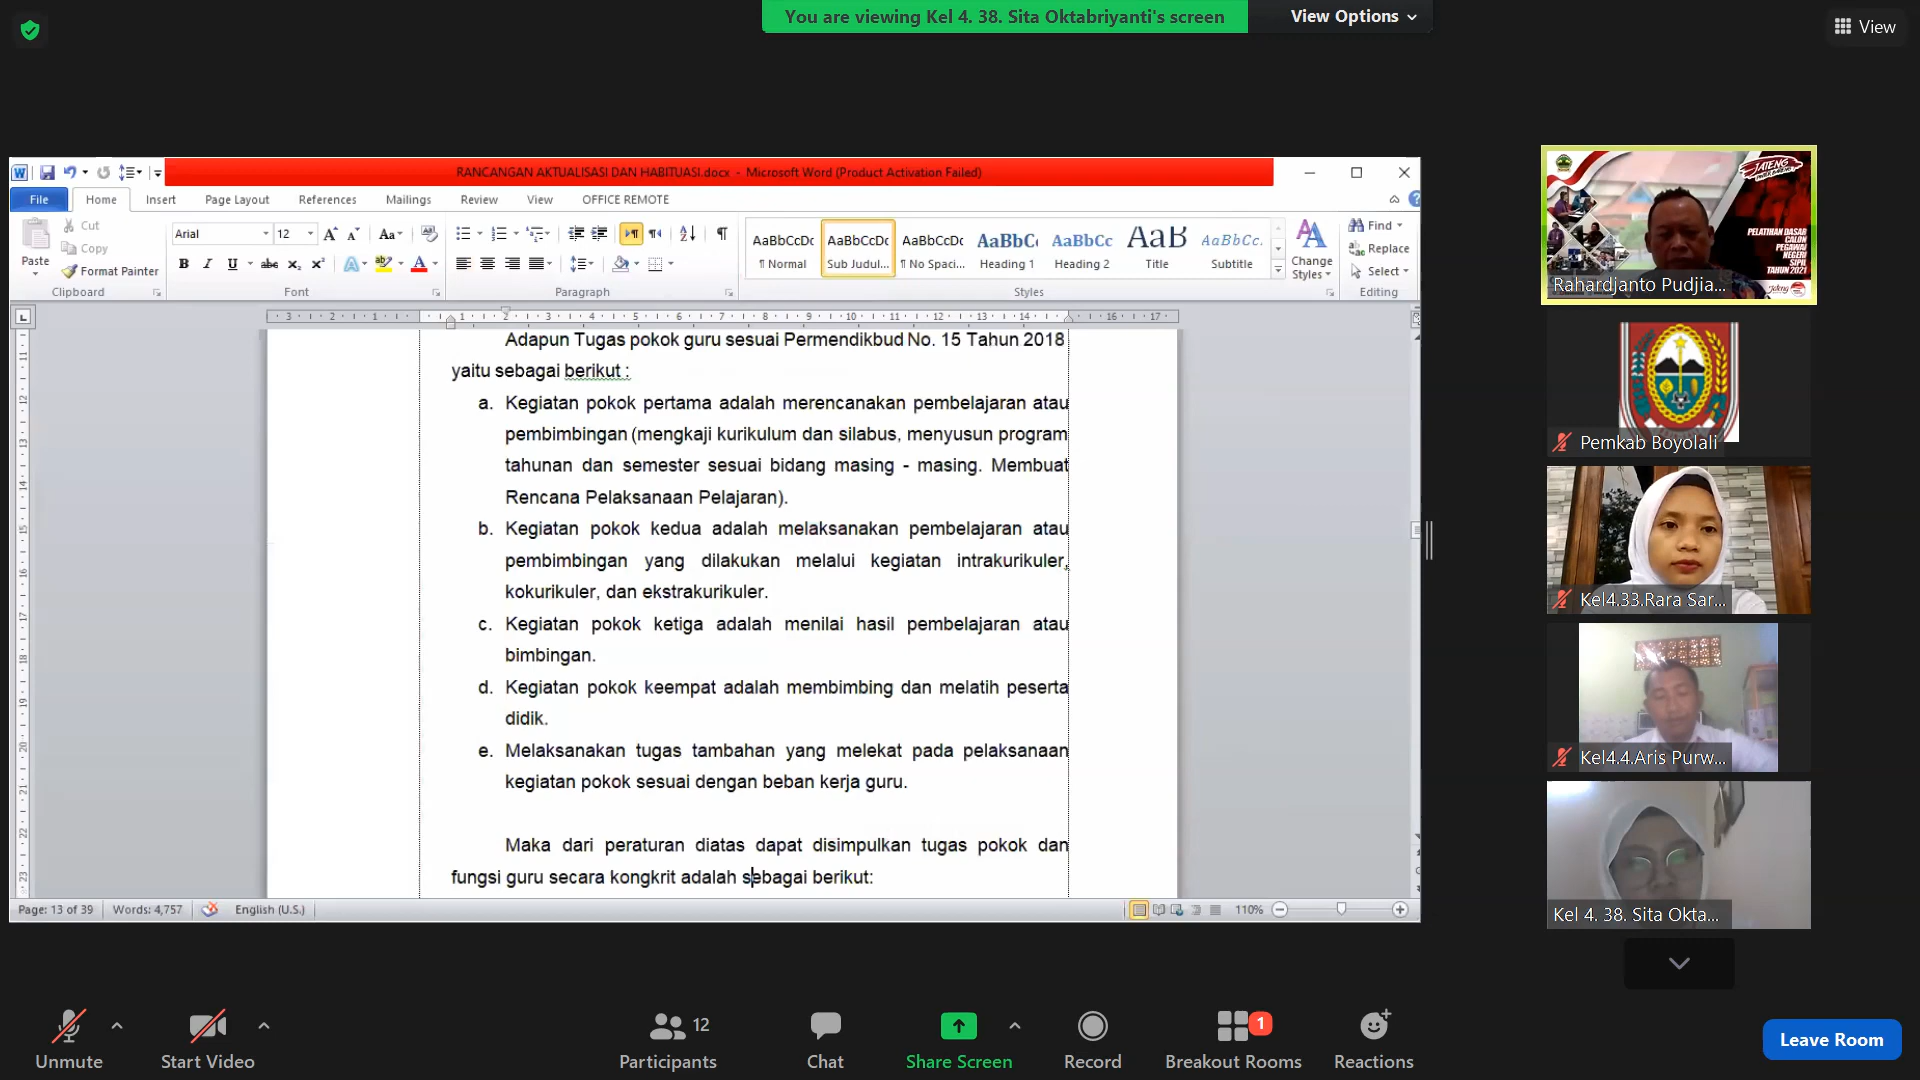 You are viewing Kel 4. 38. Sita Oktabriyanti's screen
View Options
View
RANCANGAN AKTUALISASI DAN HABITUASI.docx - Microsoft Word (Product Activation Failed)
File Home Insert Page Layout References Mailings Review View OFFICE REMOTE
Paste
Cut
Copy
Format Painter
Clipboard
Arial 12
Font
Paragraph
AaBbCcDc AaBbCcDc AaBbCcDc AaBbC AaBbCc AaB AaBbCc.
¶ Normal Sub Judul... ¶ No Spaci... Heading 1 Heading 2 Title Subtitle
Change Styles
Styles
Find
Replace
Select
Editing
Adapun Tugas pokok guru sesuai Permendikbud No. 15 Tahun 2018
yaitu sebagai berikut :
a. Kegiatan pokok pertama adalah merencanakan pembelajaran atau
pembimbingan (mengkaji kurikulum dan silabus, menyusun program
tahunan dan semester sesuai bidang masing - masing. Membuat
Rencana Pelaksanaan Pelajaran).
b. Kegiatan pokok kedua adalah melaksanakan pembelajaran atau
pembimbingan yang dilakukan melalui kegiatan intrakurikuler,
kokurikuler, dan ekstrakurikuler.
c. Kegiatan pokok ketiga adalah menilai hasil pembelajaran atau
bimbingan.
d. Kegiatan pokok keempat adalah membimbing dan melatih peserta
didik.
e. Melaksanakan tugas tambahan yang melekat pada pelaksanaan
kegiatan pokok sesuai dengan beban kerja guru.
Maka dari peraturan diatas dapat disimpulkan tugas pokok dan
fungsi guru secara kongkrit adalah sebagai berikut:
Page: 13 of 39 Words: 4,757 English (U.S.) 110%
JATENG
PELATIHAN DASAR
CALON
PEGAWAI
NEGERI
SIPIL
TAHUN 2021
Rahardjanto Pudjia...
Pemkab Boyolali
Kel4.33.Rara Sar...
Kel4.4.Aris Purw...
Kel 4. 38. Sita Okta...
Unmute
Start Video
Participants 12
Chat
Share Screen
Record
Breakout Rooms 1
Reactions
Leave Room